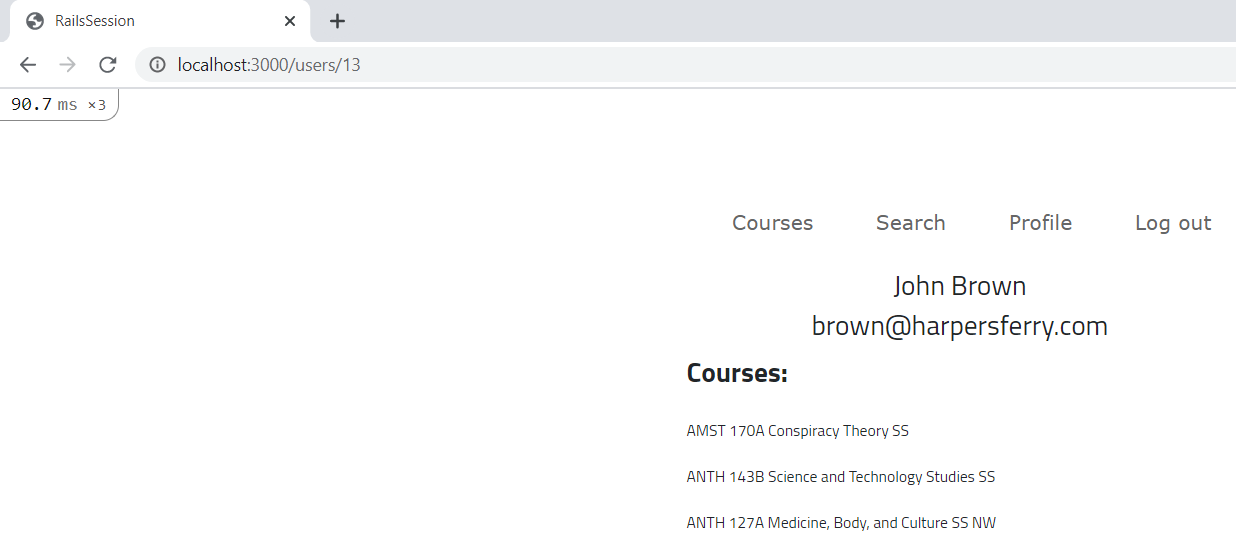 RailsSession
localhost:3000/users/13
90.7 ms ×3
Courses Search Profile Log out
John Brown
brown@harpersferry.com
Courses:
AMST 170A Conspiracy Theory SS
ANTH 143B Science and Technology Studies SS
ANTH 127A Medicine, Body, and Culture SS NW